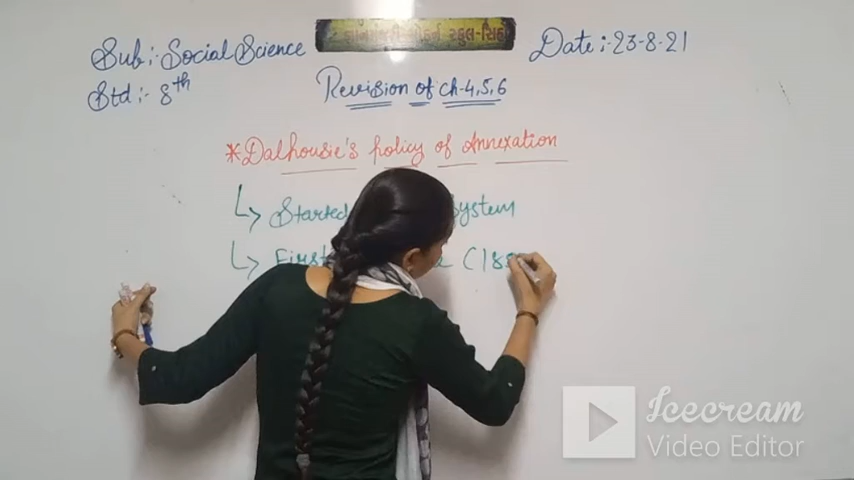 Sub:- Social Science
Date:-23-8-21
Std:- 8th
Revision of ch-4,5,6
*Dalhousie's policy of Annexation
↳ Started System
↳ First (185
Icecream
Video Editor